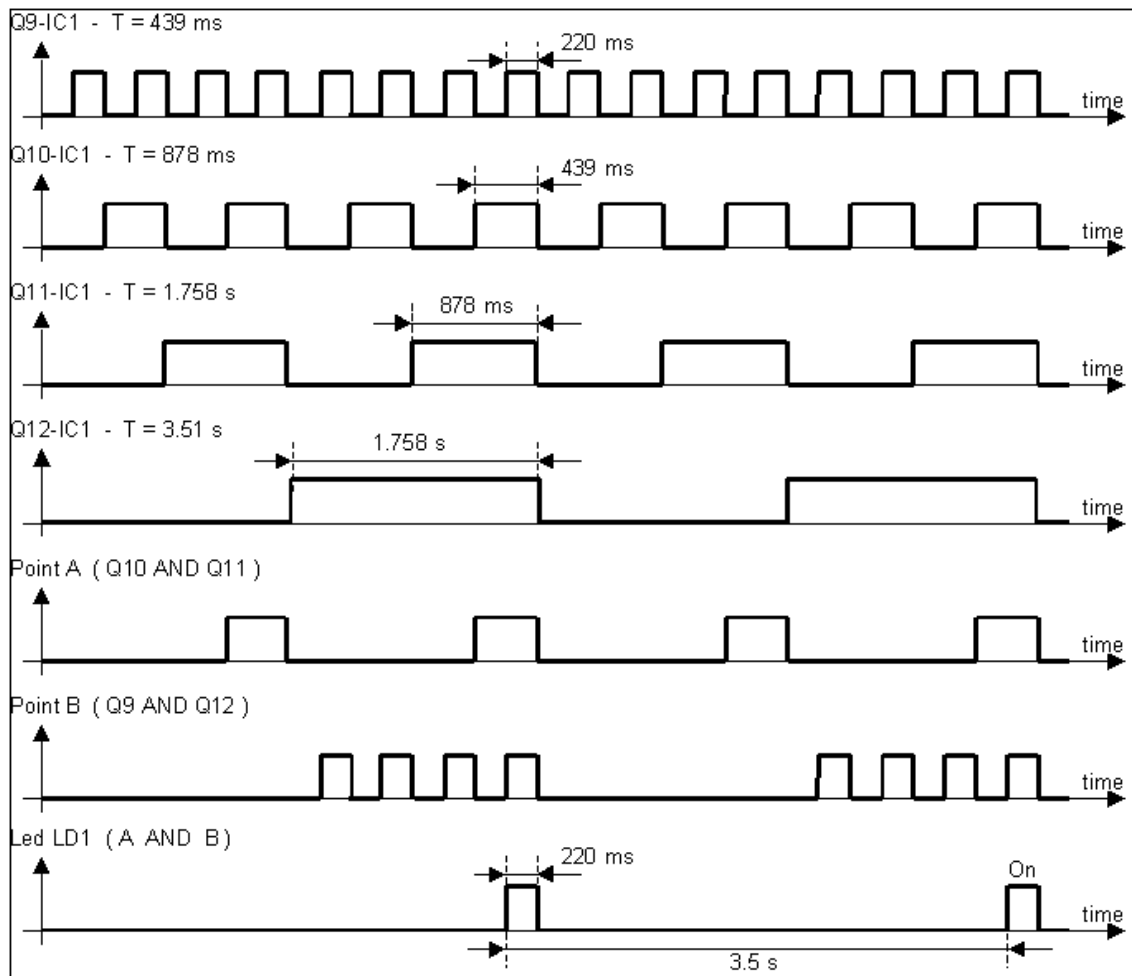 Q9-IC1 - T = 439 ms
220 ms
time
Q10-IC1 - T = 878 ms
439 ms
time
Q11-IC1 - T = 1.758 s
878 ms
time
Q12-IC1 - T = 3.51 s
1.758 s
time
Point A ( Q10 AND Q11 )
time
Point B ( Q9 AND Q12 )
time
Led LD1 ( A AND B )
220 ms
On
time
3.5 s